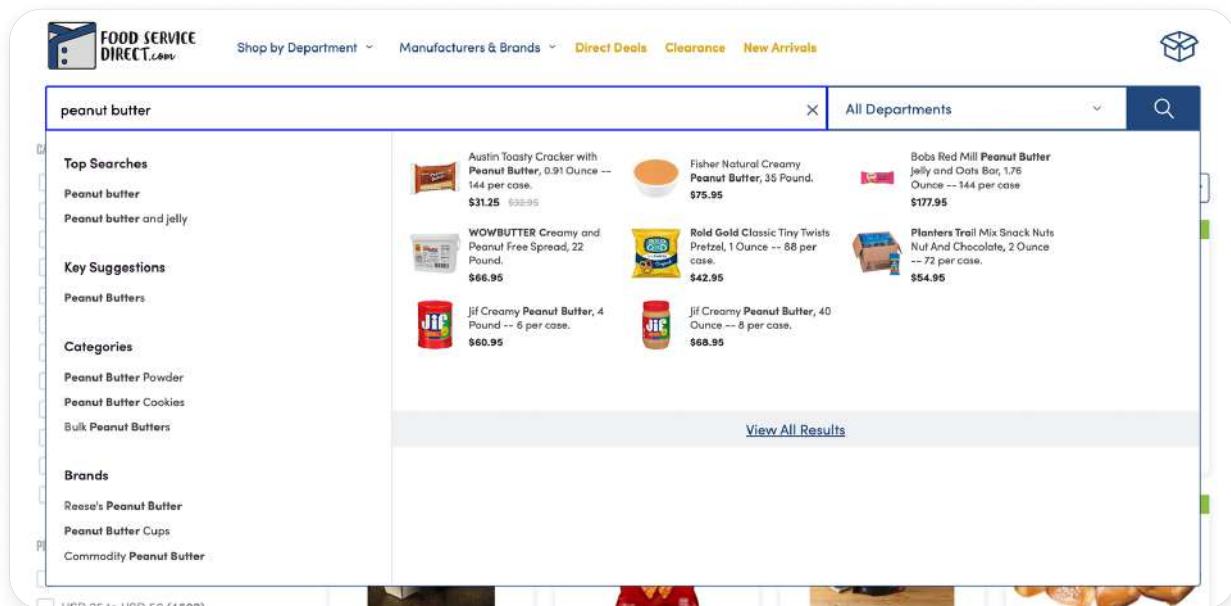 FOOD SERVICE
DIRECT.com
Shop by Department
Manufacturers & Brands
Direct Deals
Clearance
New Arrivals
peanut butter
All Departments
Top Searches
Peanut butter
Peanut butter and jelly
Key Suggestions
Peanut Butters
Categories
Peanut Butter Powder
Peanut Butter Cookies
Bulk Peanut Butters
Brands
Reese's Peanut Butter
Peanut Butter Cups
Commodity Peanut Butter
Austin Toasty Cracker with
Peanut Butter, 0.91 Ounce --
144 per case.
$31.25 $32.95
Fisher Natural Creamy
Peanut Butter, 35 Pound.
$75.95
Bobs Red Mill Peanut Butter
Jelly and Oats Bar, 1.76
Ounce -- 144 per case
$177.95
WOWBUTTER Creamy and
Peanut Free Spread, 22
Pound.
$66.95
Rold Gold Classic Tiny Twists
Pretzel, 1 Ounce -- 88 per
case.
$42.95
Planters Trail Mix Snack Nuts
Nut And Chocolate, 2 Ounce
-- 72 per case.
$54.95
Jif
Jif Creamy Peanut Butter, 4
Pound -- 6 per case.
$60.95
Jif
Jif Creamy Peanut Butter, 40
Ounce -- 8 per case.
$68.95
View All Results